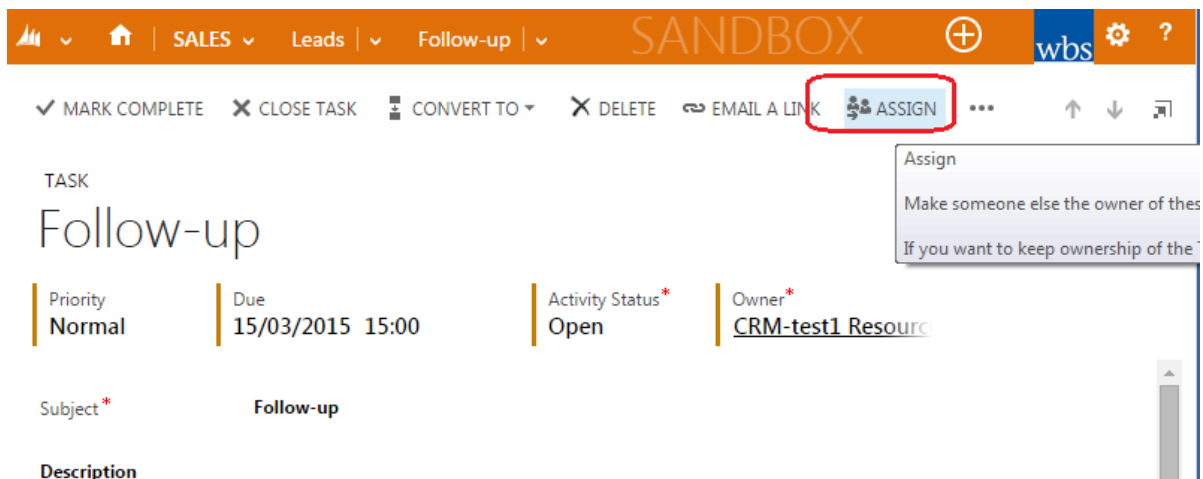 SALES Leads Follow-up SANDBOX wbs ?
MARK COMPLETE CLOSE TASK CONVERT TO DELETE EMAIL A LINK ASSIGN •••
Assign
Make someone else the owner of thes
If you want to keep ownership of the
TASK
Follow-up
Priority Due Activity Status* Owner*
Normal 15/03/2015 15:00 Open CRM-test1 Resourc
Subject* Follow-up
Description